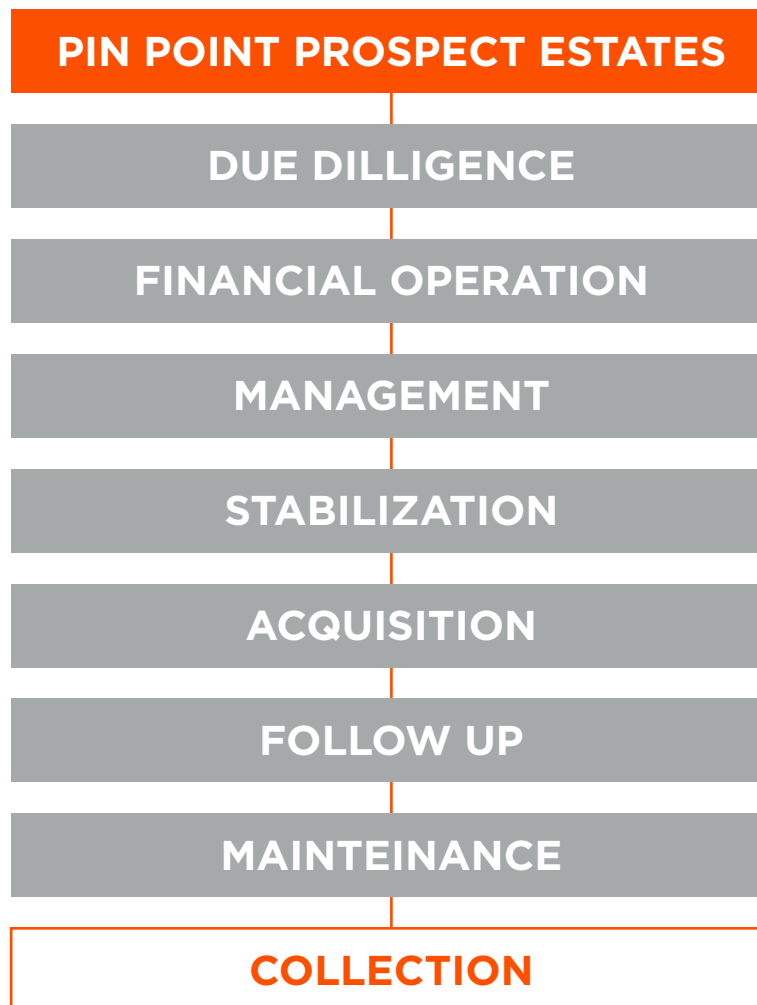 PIN POINT PROSPECT ESTATES
DUE DILLIGENCE
FINANCIAL OPERATION
MANAGEMENT
STABILIZATION
ACQUISITION
FOLLOW UP
MAINTEINANCE
COLLECTION